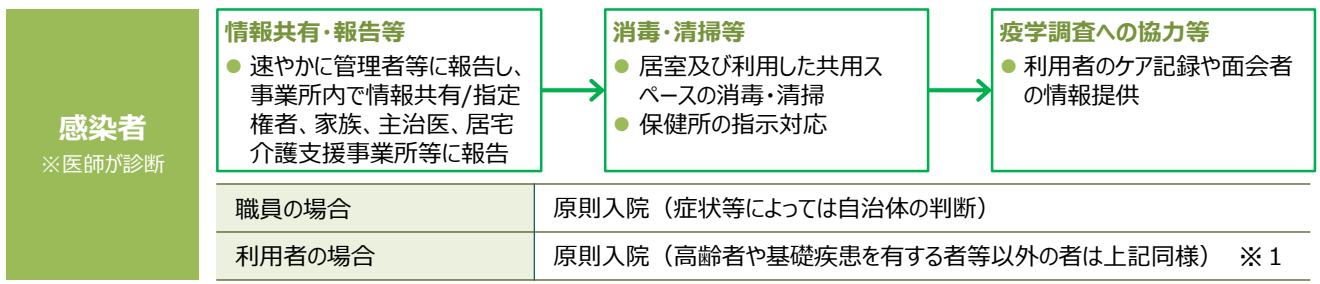 感染者
※医師が診断
情報共有・報告等
● 速やかに管理者等に報告し、
事業所内で情報共有/指定
権者、家族、主治医、居宅
介護支援事業所等に報告
消毒・清掃等
● 居室及び利用した共用ス
ペースの消毒・清掃
● 保健所の指示対応
疫学調査への協力等
● 利用者のケア記録や面会者
の情報提供
職員の場合 原則入院（症状等によっては自治体の判断）
利用者の場合 原則入院（高齢者や基礎疾患を有する者等以外の者は上記同様） ※１